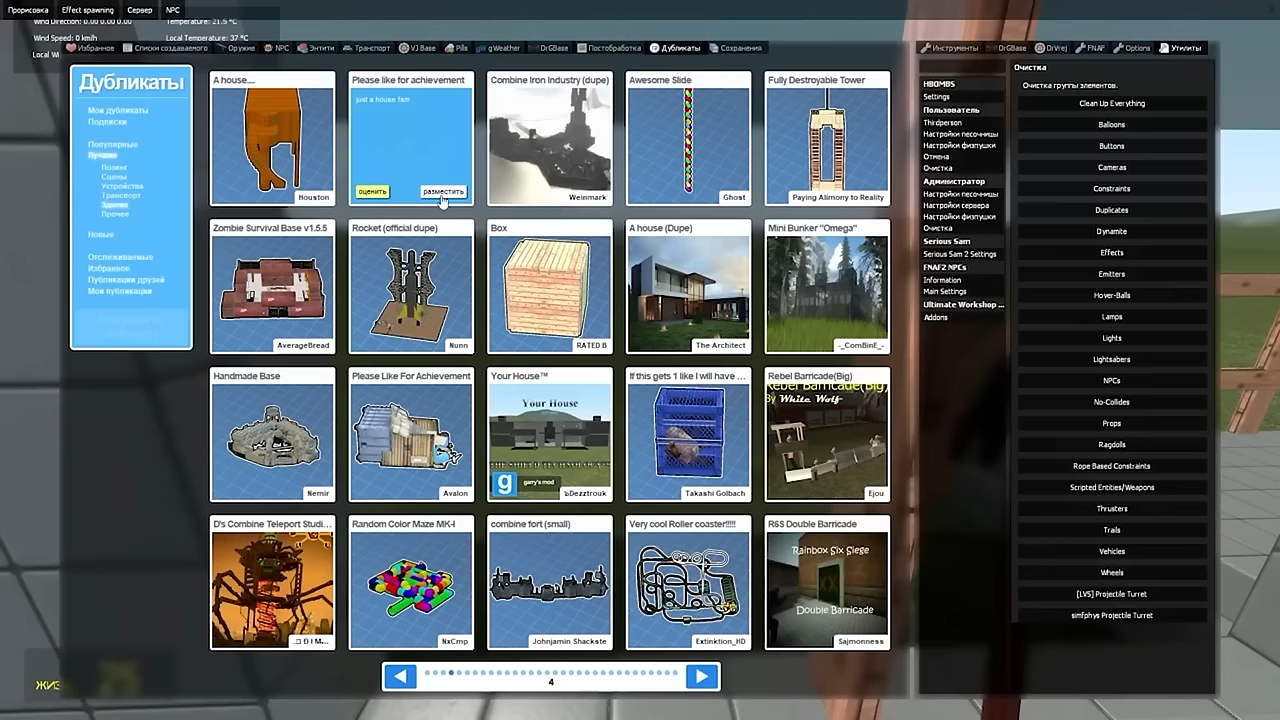 Прорисовка Effect spawning Сервер NPC
Wind Direction: 0.00 0.00 0.00 Temperature: 21.5 °C
Wind Speed: 0 km/h Local Temperature: 37 °C
Избранное Списки создаваемого Оружие NPC Энтити Транспорт VJ Base Pills gWeather DrGBase Постобработка Дубликаты Сохранения
Дубликаты
Мои дубликаты
Подписки
Популярные
Лучшие
Позинг
Сцены
Устройства
Транспорт
Здания
Прочее
Новые
Отслеживаемые
Избранное
Публикации друзей
Мои публикации
A house....
Houston
Please like for achievement
just a house fam
оценить разместить
Combine Iron Industry (dupe)
Weinmark
Awesome Slide
Ghost
Fully Destroyable Tower
Paying Alimony to Reality
Zombie Survival Base v1.5.5
AverageBread
Rocket (official dupe)
Nunn
Box
RATED B
A house (Dupe)
The Architect
Mini Bunker "Omega"
-_ComBinE_-
Handmade Base
Nemir
Please Like For Achievement
Avalon
Your House™
Your House
garry's mod
Dezztrouk
If this gets 1 like I will have ...
Takashi Golbach
Rebel Barricade(Big)
Rebel Barricade(Big)
By White Wolf-
Ejou
D's Combine Teleport Studi...
Random Color Maze MK-I
NxCmp
combine fort (small)
Johnjamin Shackste
Very cool Roller coaster!!!!!
Extinktion_HD
R6S Double Barricade
Rainbox Six Siege
Double Barricade
Sajmonness
4
Инструменты DrGBase DrVrej FNAF Options Утилиты
HBOMBS
Settings
Пользователь
Thirdperson
Настройки песочницы
Настройки физпушки
Отмена
Очистка
Администратор
Настройки песочницы
Настройки сервера
Настройки физпушки
Очистка
Serious Sam
Serious Sam 2 Settings
FNAF2 NPCs
Information
Main Settings
Ultimate Workshop ...
Addons
Очистка
Очистка группы элементов.
Clean Up Everything
Balloons
Buttons
Cameras
Constraints
Duplicates
Dynamite
Effects
Emitters
Hover-Balls
Lamps
Lights
Lightsabers
NPCs
No-Collides
Props
Ragdolls
Rope Based Constraints
Scripted Entities/Weapons
Thrusters
Trails
Vehicles
Wheels
[LVS] Projectile Turret
simfphys Projectile Turret